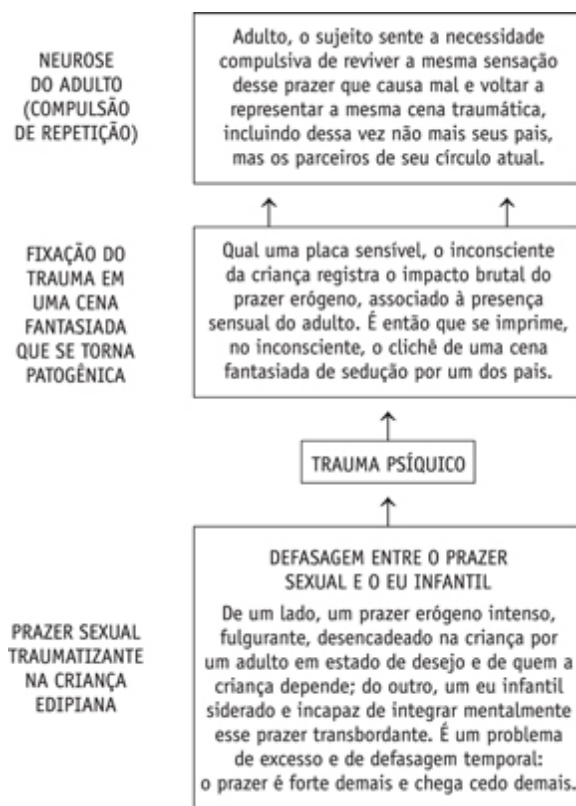 NEUROSE
DO ADULTO
(COMPULSÃO
DE REPETIÇÃO)
Adulto, o sujeito sente a necessidade
compulsiva de reviver a mesma sensação
desse prazer que causa mal e voltar a
representar a mesma cena traumática,
incluindo dessa vez não mais seus pais,
mas os parceiros de seu círculo atual.
FIXAÇÃO DO
TRAUMA EM
UMA CENA
FANTASIADA
QUE SE TORNA
PATOGÊNICA
Qual uma placa sensível, o inconsciente
da criança registra o impacto brutal do
prazer erógeno, associado à presença
sensual do adulto. É então que se imprime,
no inconsciente, o clichê de uma cena
fantasiada de sedução por um dos pais.
TRAUMA PSÍQUICO
PRAZER SEXUAL
TRAUMATIZANTE
NA CRIANÇA
EDIPIANA
DEFASAGEM ENTRE O PRAZER
SEXUAL E O EU INFANTIL
De um lado, um prazer erógeno intenso,
fulgurante, desencadeado na criança por
um adulto em estado de desejo e de quem a
criança depende; do outro, um eu infantil
siderado e incapaz de integrar mentalmente
esse prazer transbordante. É um problema
de excesso e de defasagem temporal:
o prazer é forte demais e chega cedo demais.